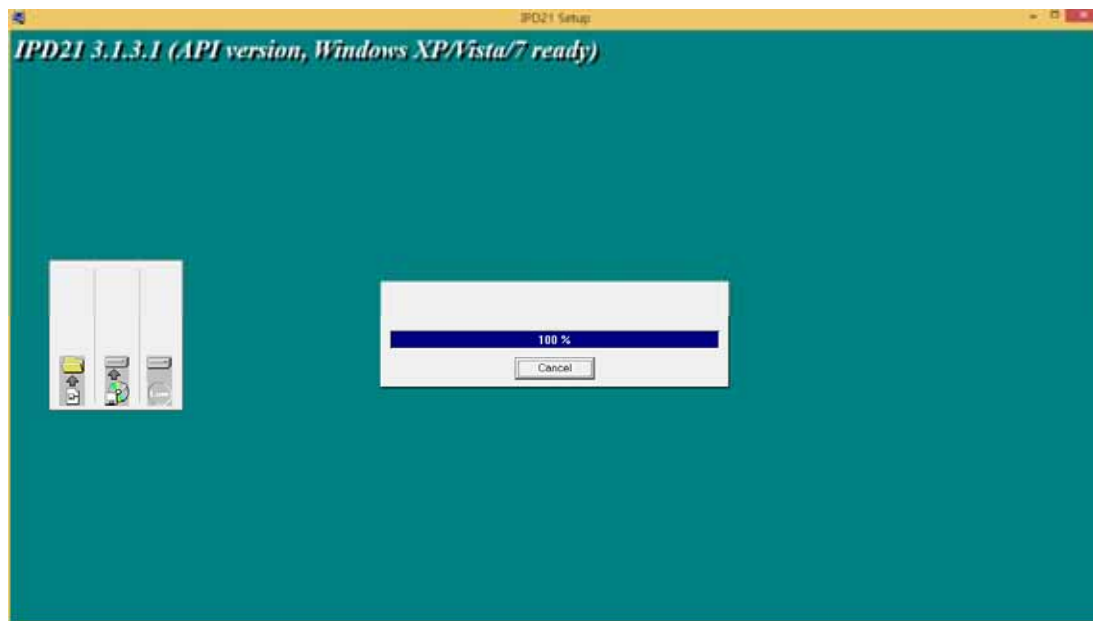 IPD21 Setup
IPD21 3.1.3.1 (API version, Windows XP/Vista/7 ready)
100 %
Cancel